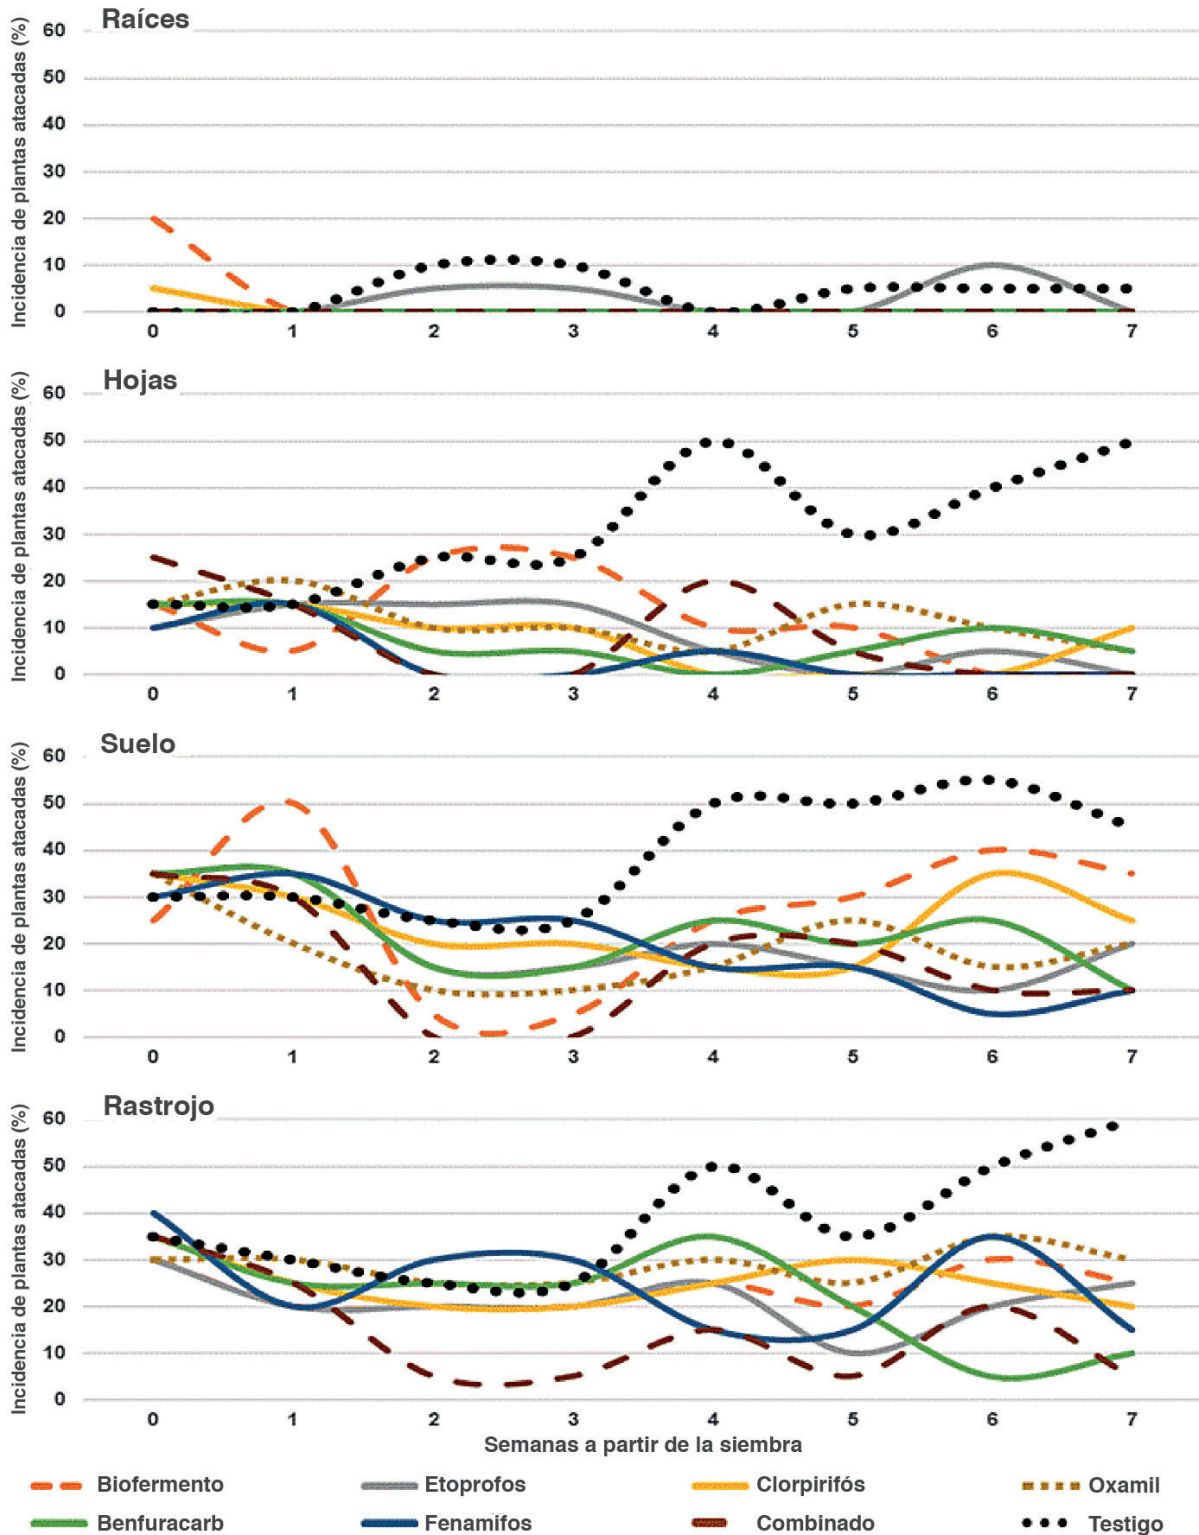 Raíces
Incidencia de plantas atacadas (%)
60
50
40
30
20
10
0
0 1 2 3 4 5 6 7
Hojas
Incidencia de plantas atacadas (%)
60
50
40
30
20
10
0
0 1 2 3 4 5 6 7
Suelo
Incidencia de plantas atacadas (%)
60
50
40
30
20
10
0
0 1 2 3 4 5 6 7
Rastrojo
Incidencia de plantas atacadas (%)
60
50
40
30
20
10
0
0 1 2 3 4 5 6 7
Semanas a partir de la siembra
Biofermento Etoprofos Clorpirifós Oxamil
Benfuracarb Fenamifos Combinado Testigo